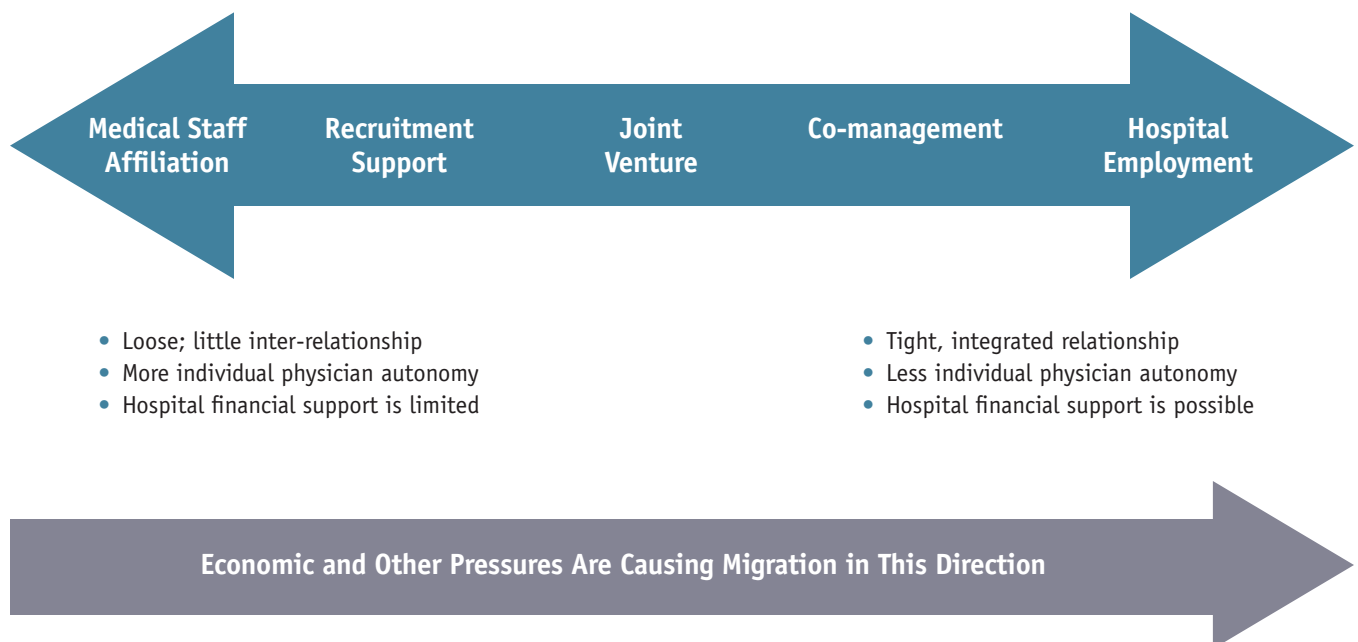 Medical Staff
Affiliation
Recruitment
Support
Joint
Venture
Co-management
Hospital
Employment
• Loose; little inter-relationship
• More individual physician autonomy
• Hospital financial support is limited
• Tight, integrated relationship
• Less individual physician autonomy
• Hospital financial support is possible
Economic and Other Pressures Are Causing Migration in This Direction